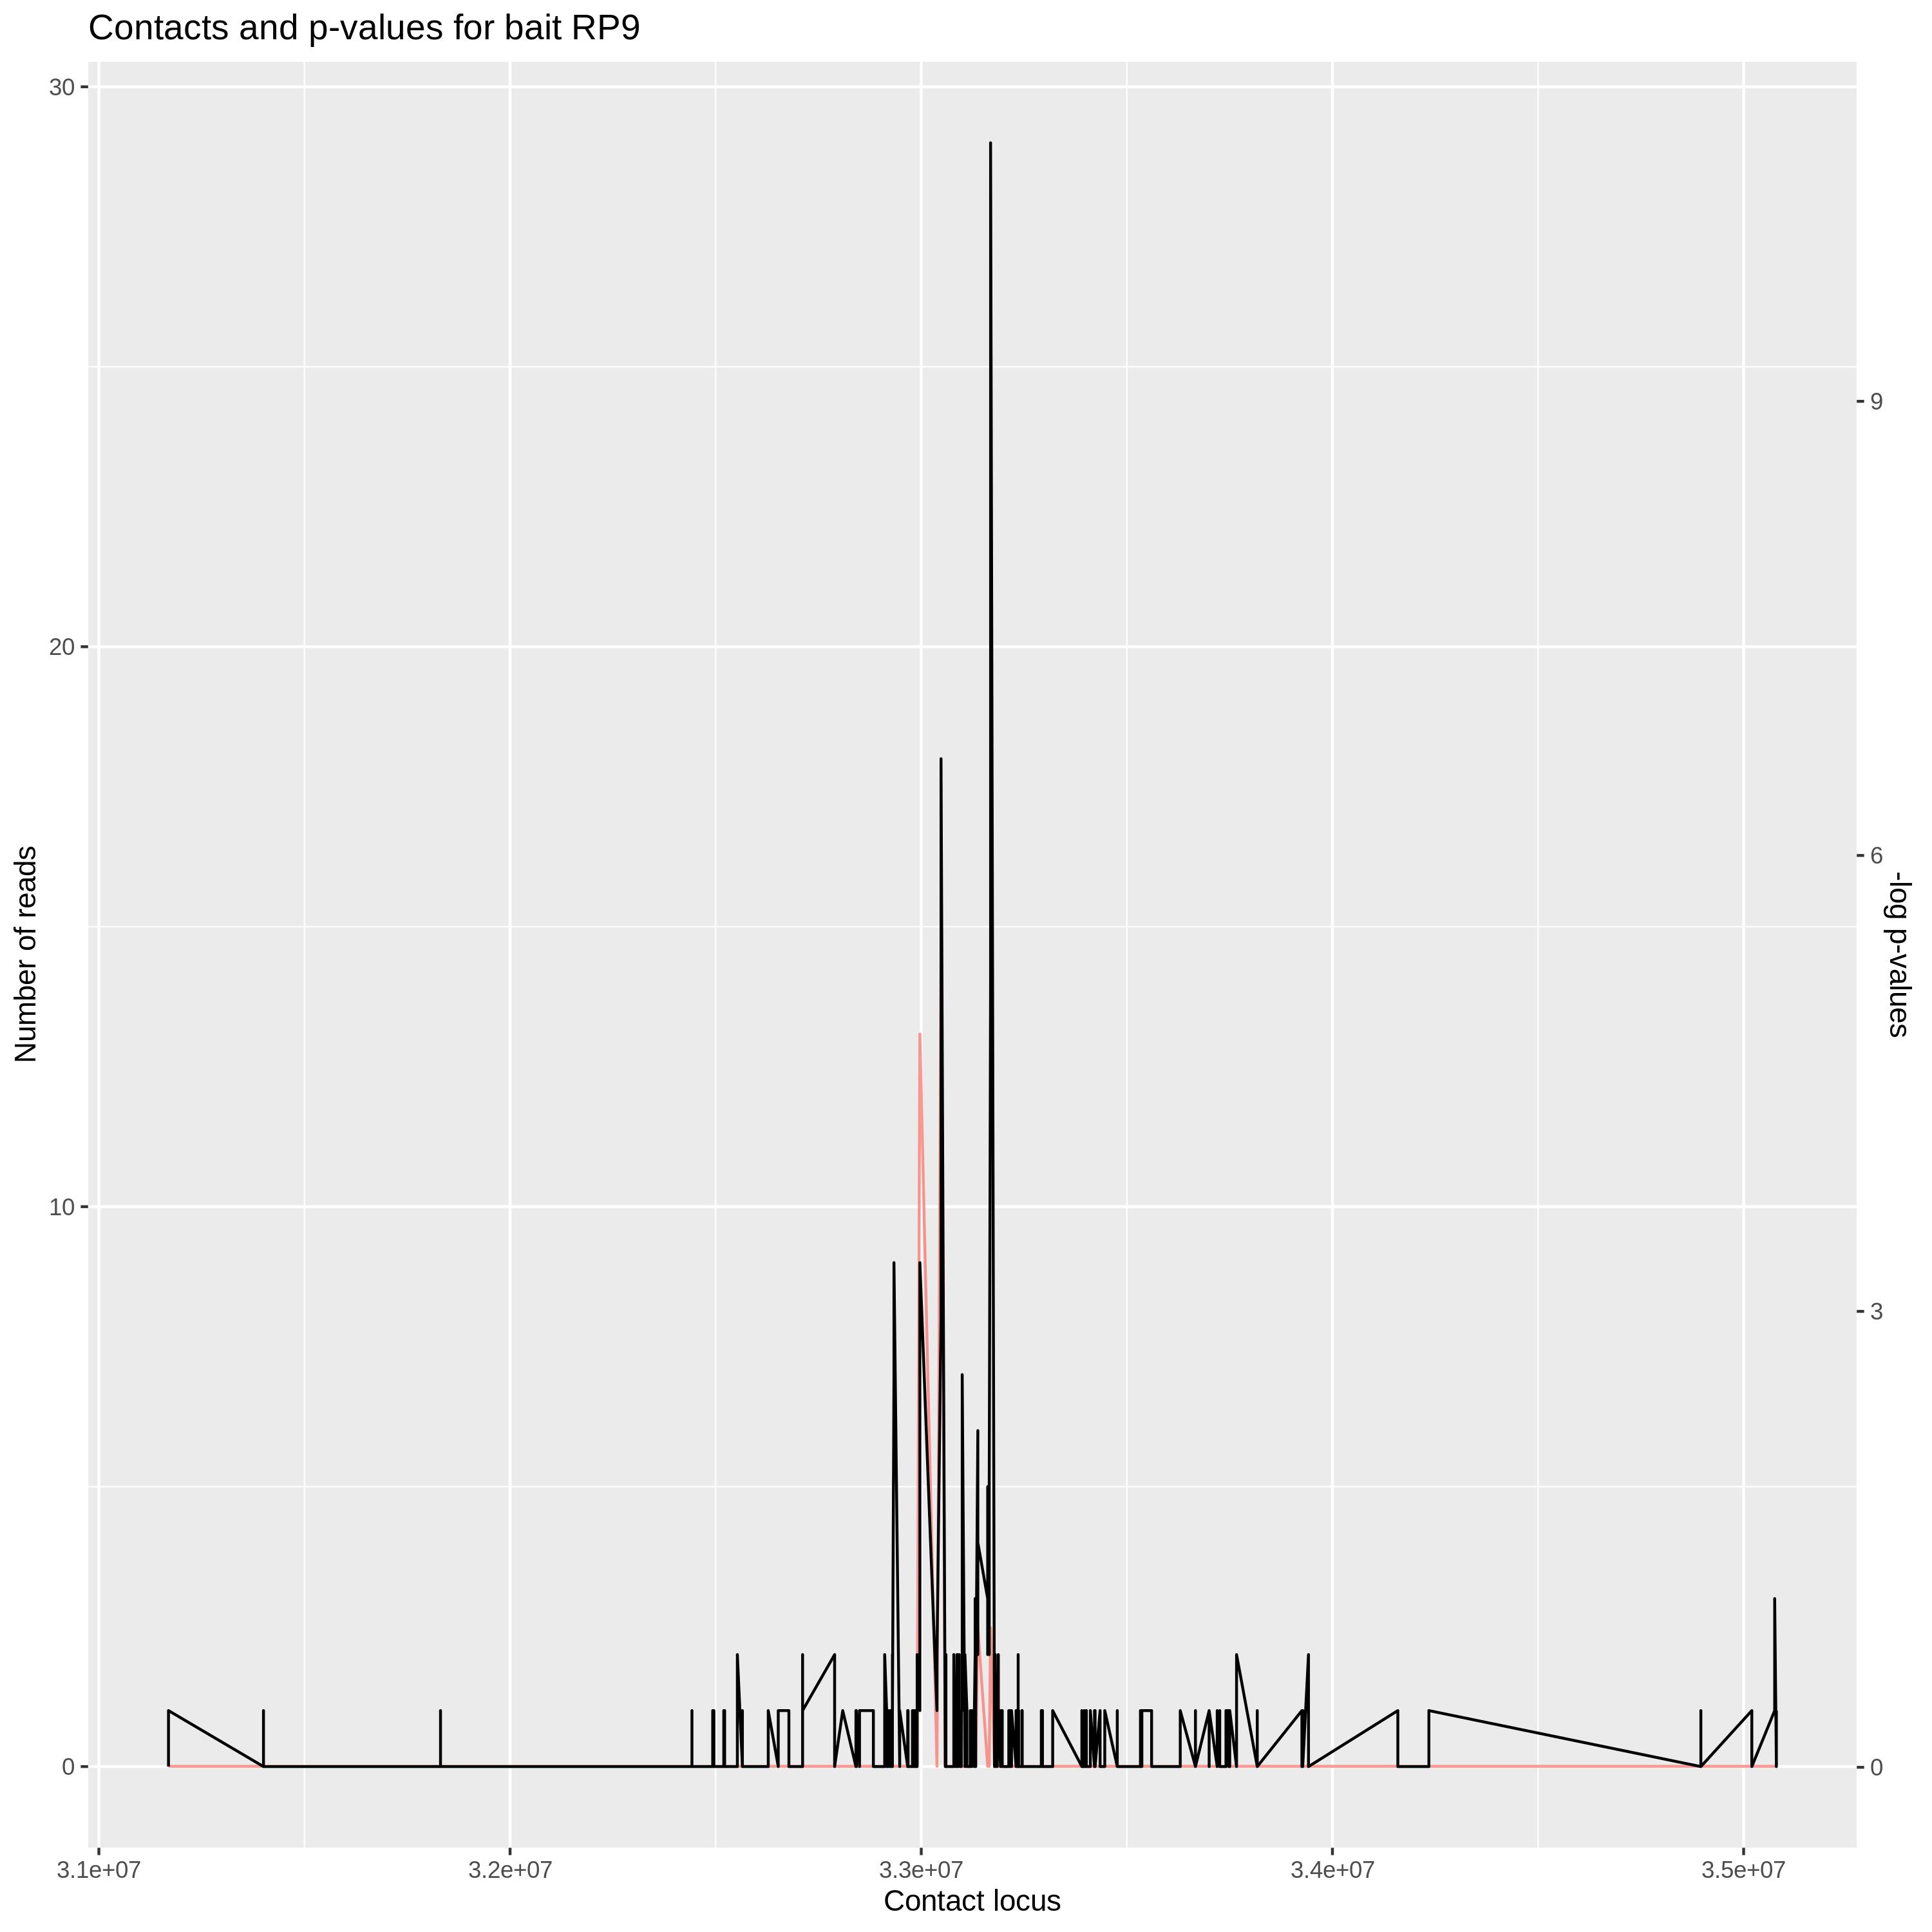 Contacts and p-values for bait RP9
30
20
10
0
Number of reads
9
6
3
0
-log p-values
3.1e+07
3.2e+07
3.3e+07
3.4e+07
3.5e+07
Contact locus